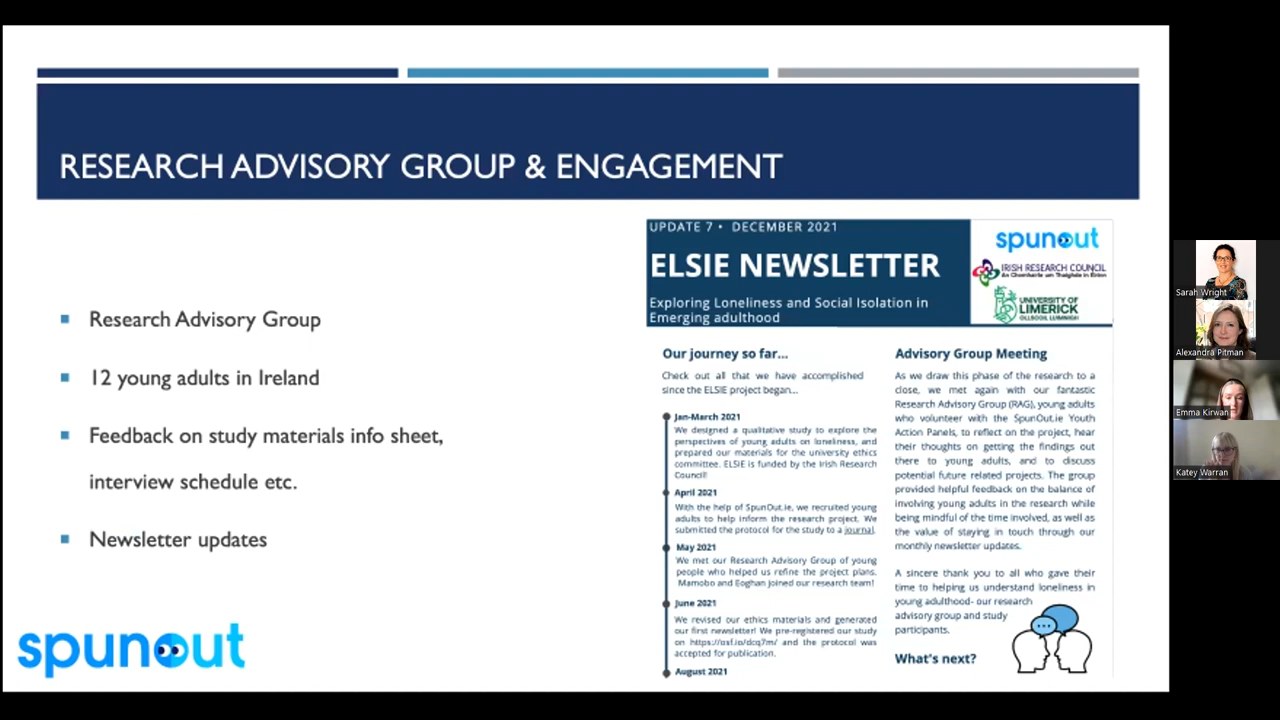 RESEARCH ADVISORY GROUP & ENGAGEMENT
Research Advisory Group
12 young adults in Ireland
Feedback on study materials info sheet,
interview schedule etc.
Newsletter updates
spunout
UPDATE 7 • DECEMBER 2021
ELSIE NEWSLETTER
Exploring Loneliness and Social Isolation in
Emerging adulthood
spunout
IRISH RESEARCH COUNCIL
An Chomhairle um Thaighde in Éirinn
UNIVERSITY OF
LIMERICK
OLLSCOIL LUIMNIGH
Our journey so far...
Check out all that we have accomplished
since the ELSIE project began...
Jan-March 2021
We designed a qualitative study to explore the
perspectives of young adults on loneliness, and
prepared our materials for the university ethics
committee. ELSIE is funded by the Irish Research
Council!
April 2021
With the help of SpunOut.ie, we recruited young
adults to help inform the research project. We
submitted the protocol for the study to a journal.
May 2021
We met our Research Advisory Group of young
people who helped us refine the project plans.
Mamobo and Eoghan joined our research team!
June 2021
We revised our ethics materials and generated
our first newsletter! We pre-registered our study
on https://osf.io/dcq7m/ and the protocol was
accepted for publication.
August 2021
Advisory Group Meeting
As we draw this phase of the research to a
close, we met again with our fantastic
Research Advisory Group (RAG), young adults
who volunteer with the SpunOut.ie Youth
Action Panels, to reflect on the project, hear
their thoughts on getting the findings out
there to young adults, and to discuss
potential future related projects. The group
provided helpful feedback on the balance of
involving young adults in the research while
being mindful of the time involved, as well as
the value of staying in touch through our
monthly newsletter updates.
A sincere thank you to all who gave their
time to helping us understand loneliness in
young adulthood- our research
advisory group and study
participants.
What's next?
Sarah Wright
Alexandra Pitman
Emma Kirwan
Katey Warran